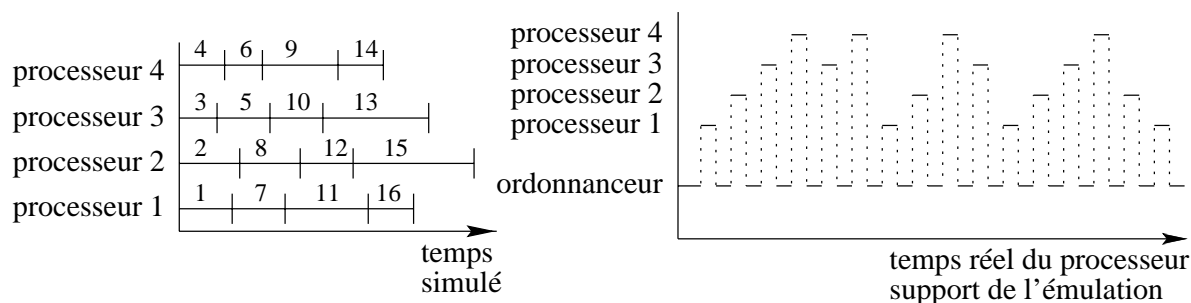 4 6 9 14
processeur 4
3 5 10 13
processeur 3
2 8 12 15
processeur 2
1 7 11 16
processeur 1
temps
simulé
processeur 4
processeur 3
processeur 2
processeur 1
ordonnanceur
temps réel du processeur
support de l'émulation